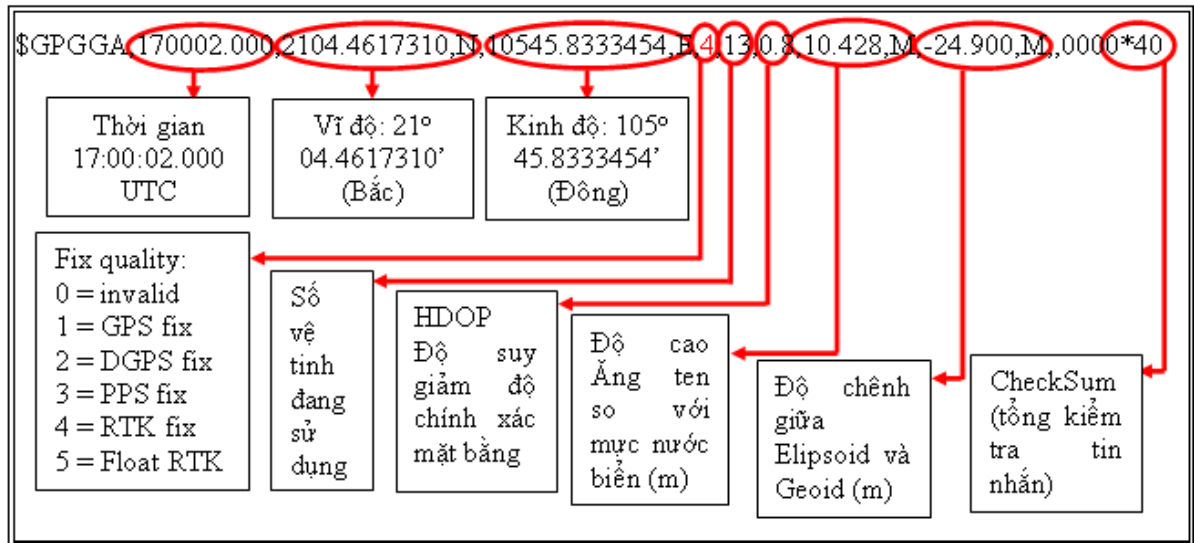 $GPGGA,170002.000,2104.4617310,N,10545.8333454,E,4,13,0.8,10.428,M,-24.900,M,,0000*40
Thời gian
17:00:02.000
UTC
Vĩ độ: 21º
04.4617310’
(Bắc)
Kinh độ: 105º
45.8333454’
(Đông)
Fix quality:
0 = invalid
1 = GPS fix
2 = DGPS fix
3 = PPS fix
4 = RTK fix
5 = Float RTK
Số
vệ
tinh
đang
sử
dụng
HDOP
Độ suy
giảm độ
chính xác
mặt bằng
Độ cao
Ăng ten
so với
mực nước
biển (m)
Độ chênh
giữa
Elipsoid và
Geoid (m)
CheckSum
(tổng kiểm
tra tin
nhắn)